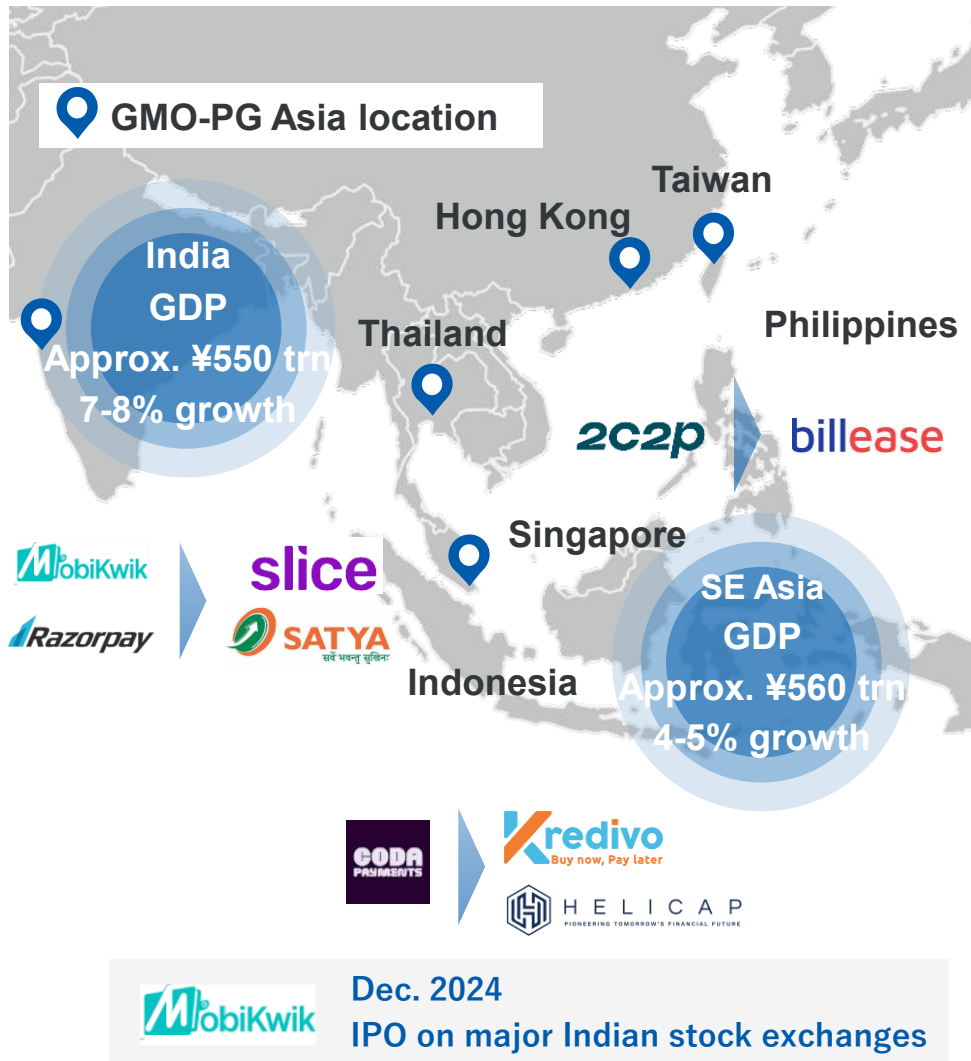 GMO-PG Asia location
Taiwan
Hong Kong
India
GDP
Approx. ¥550 trn
7-8% growth
Thailand
Philippines
2c2p
billease
Singapore
MobiKwik
slice
Razorpay
SATYA
सर्वे भवन्तु सुखिनः
SE Asia
GDP
Approx. ¥560 trn
4-5% growth
Indonesia
CODA
PAYMENTS
Kredivo
Buy now, Pay later
HELICAP
PIONEERING TOMORROW'S FINANCIAL FUTURE
MobiKwik
Dec. 2024
IPO on major Indian stock exchanges